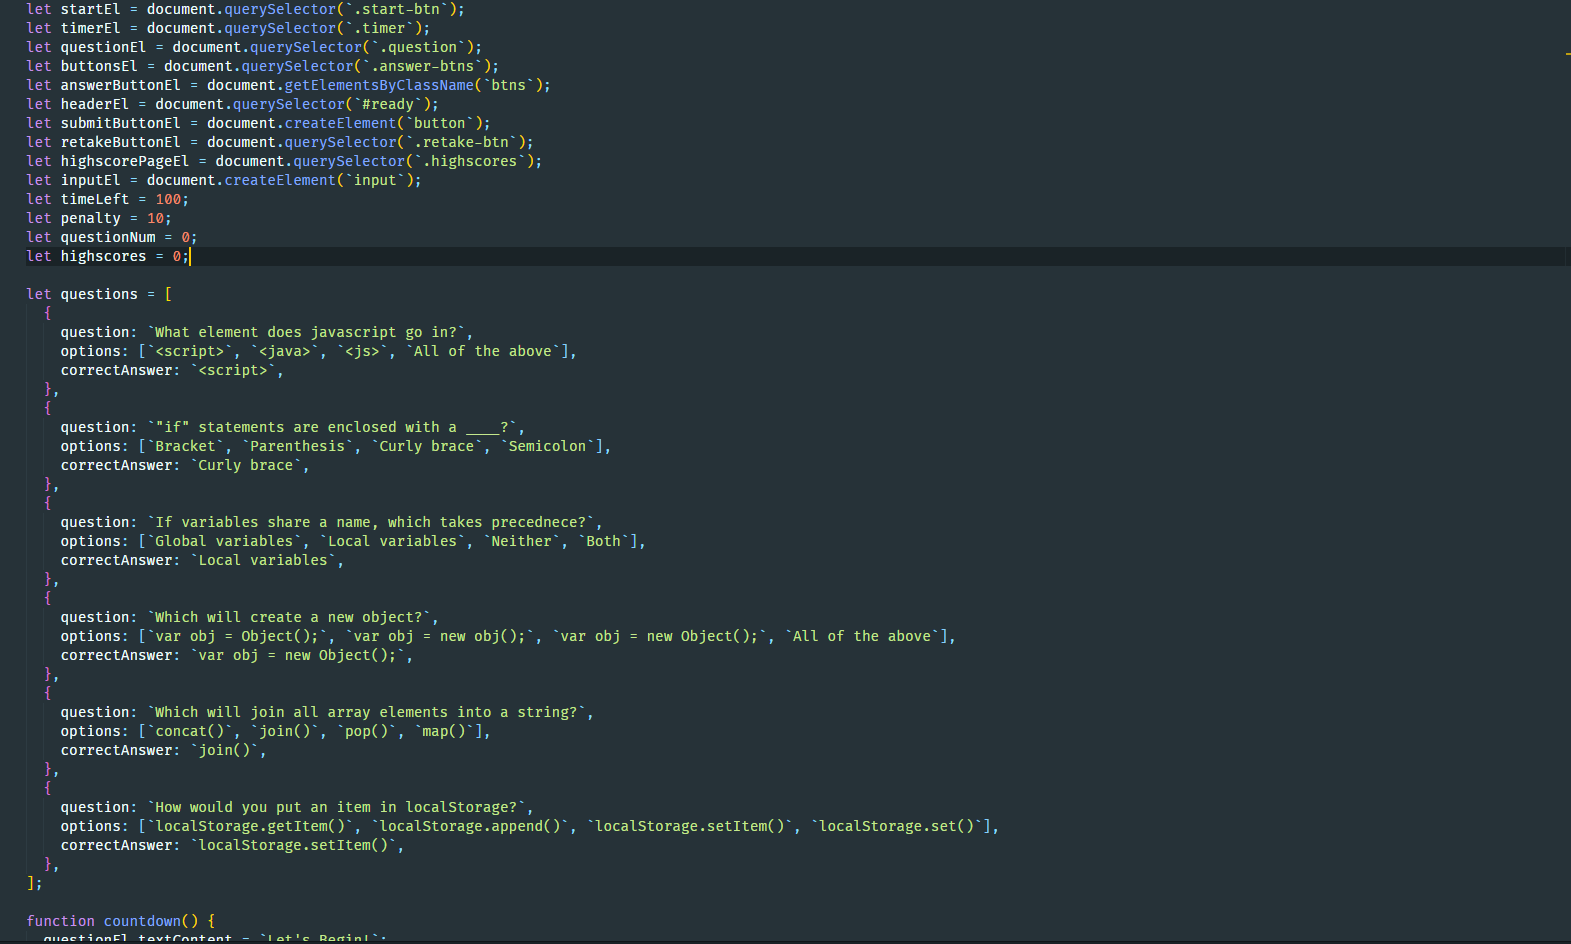 let startEl = document.querySelector(`.start-btn`);
let timerEl = document.querySelector(`.timer`);
let questionEl = document.querySelector(`.question`);
let buttonsEl = document.querySelector(`.answer-btns`);
let answerButtonEl = document.getElementsByClassName(`btns`);
let headerEl = document.querySelector(`#ready`);
let submitButtonEl = document.createElement(`button`);
let retakeButtonEl = document.querySelector(`.retake-btn`);
let highscorePageEl = document.querySelector(`.highscores`);
let inputEl = document.createElement(`input`);
let timeLeft = 100;
let penalty = 10;
let questionNum = 0;
let highscores = 0;
let questions = [
{
question: `What element does javascript go in?`,
options: [`<script>`, `<java>`, `<js>`, `All of the above`],
correctAnswer: `<script>`,
},
{
question: `"if" statements are enclosed with a ____?`,
options: [`Bracket`, `Parenthesis`, `Curly brace`, `Semicolon`],
correctAnswer: `Curly brace`,
},
{
question: `If variables share a name, which takes precednece?`,
options: [`Global variables`, `Local variables`, `Neither`, `Both`],
correctAnswer: `Local variables`,
},
{
question: `Which will create a new object?`,
options: [`var obj = Object();`, `var obj = new obj();`, `var obj = new Object();`, `All of the above`],
correctAnswer: `var obj = new Object();`,
},
{
question: `Which will join all array elements into a string?`,
options: [`concat()`, `join()`, `pop()`, `map()`],
correctAnswer: `join()`,
},
{
question: `How would you put an item in localStorage?`,
options: [`localStorage.getItem()`, `localStorage.append()`, `localStorage.setItem()`, `localStorage.set()`],
correctAnswer: `localStorage.setItem()`,
},
];
function countdown() {
questionEl.textContent = `Let's Begin!`;